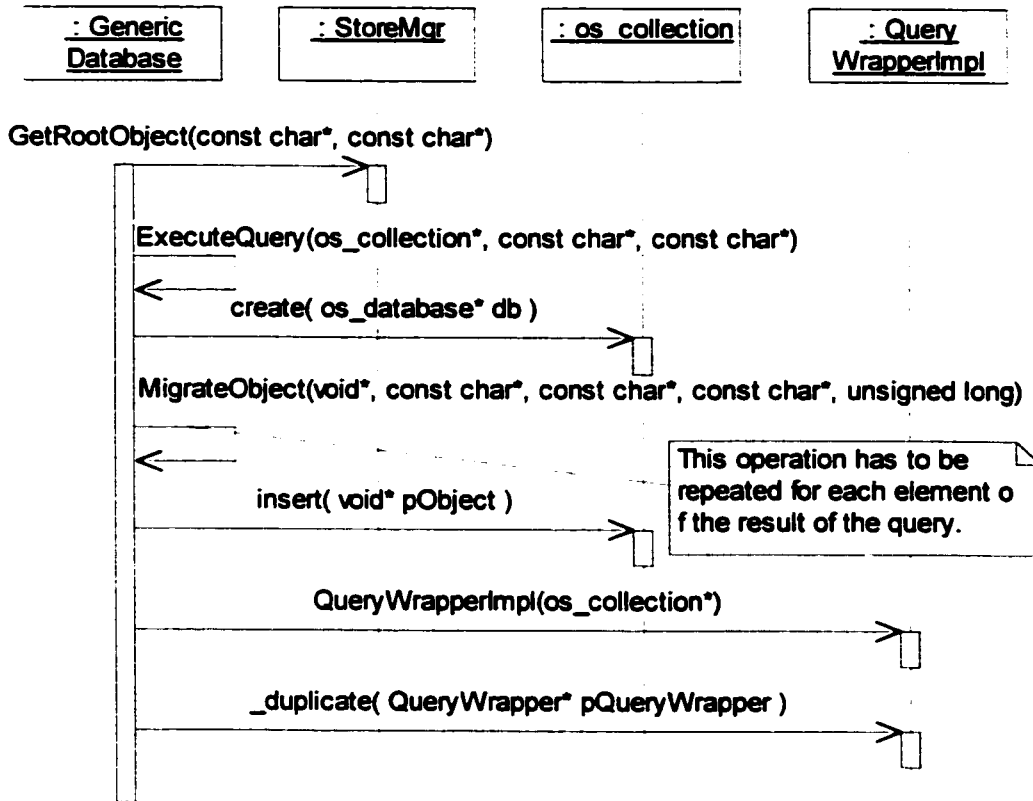 : Generic
Database
: StoreMgr
: os_collection
: Query
WrapperImpl
GetRootObject(const char*, const char*)
ExecuteQuery(os_collection*, const char*, const char*)
create( os_database* db )
MigrateObject(void*, const char*, const char*, const char*, unsigned long)
This operation has to be
repeated for each element o
f the result of the query.
insert( void* pObject )
QueryWrapperImpl(os_collection*)
_duplicate( QueryWrapper* pQueryWrapper )